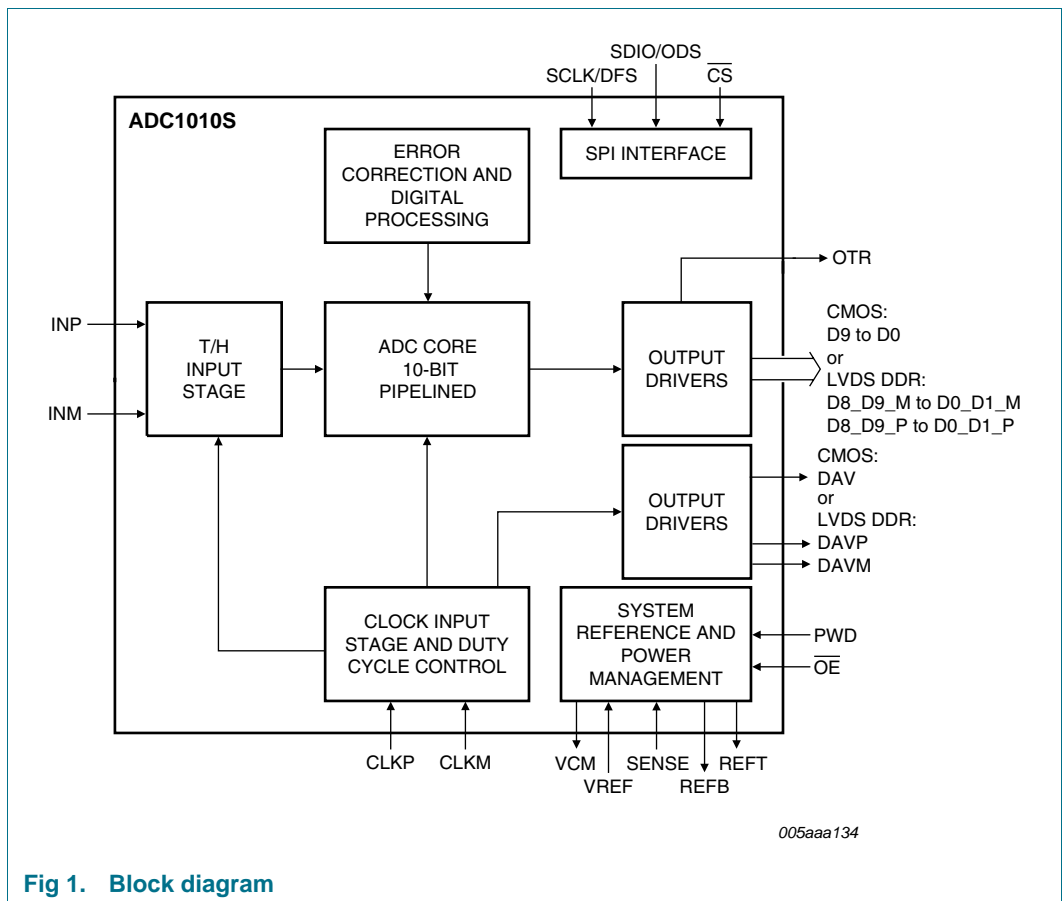 SDIO/ODS
SCLK/DFS
C̅S̅
ADC1010S
ERROR
CORRECTION AND
DIGITAL
PROCESSING
SPI INTERFACE
OTR
INP
INM
T/H
INPUT
STAGE
ADC CORE
10-BIT
PIPELINED
OUTPUT
DRIVERS
CMOS:
D9 to D0
or
LVDS DDR:
D8_D9_M to D0_D1_M
D8_D9_P to D0_D1_P
OUTPUT
DRIVERS
CMOS:
DAV
or
LVDS DDR:
DAVP
DAVM
CLOCK INPUT
STAGE AND DUTY
CYCLE CONTROL
SYSTEM
REFERENCE AND
POWER
MANAGEMENT
PWD
O̅E̅
CLKP
CLKM
VCM
VREF
SENSE
REFB
REFT
005aaa134
Fig 1. Block diagram